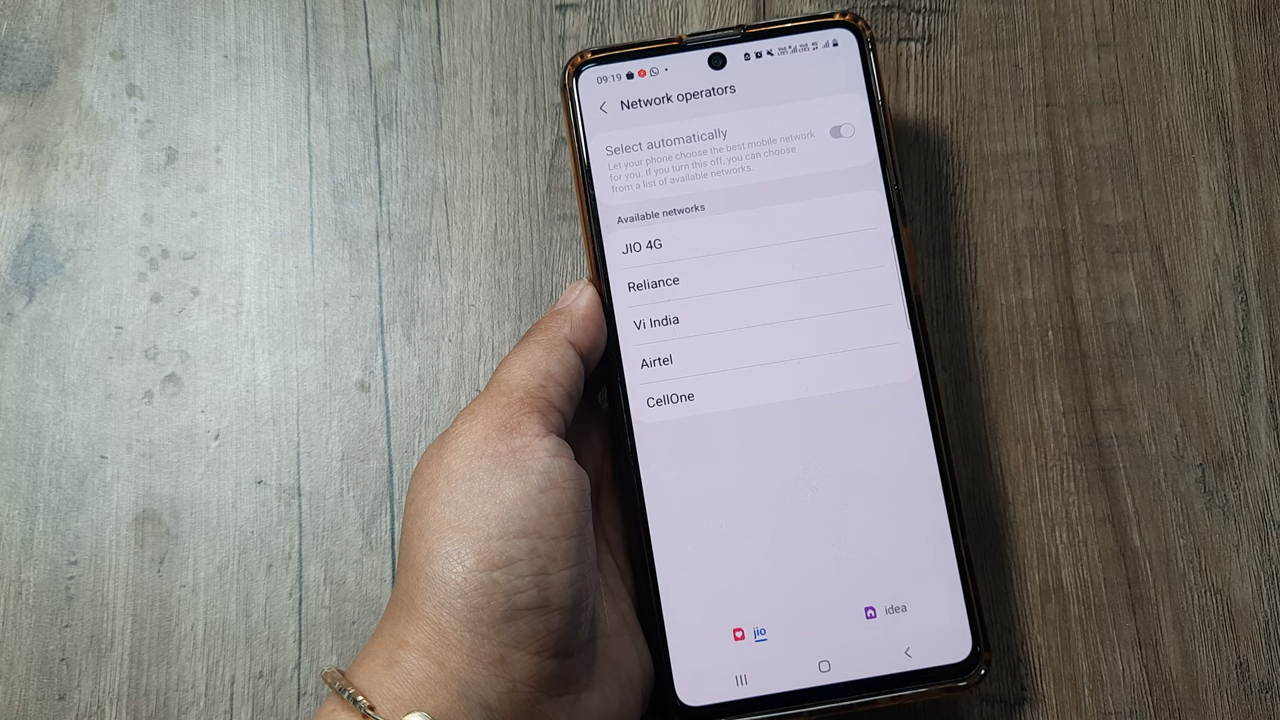 09:19
Network operators
Select automatically
Let your phone choose the best mobile network
for you. If you turn this off, you can choose
from a list of available networks.
Available networks
JIO 4G
Reliance
Vi India
Airtel
CellOne
jio
idea